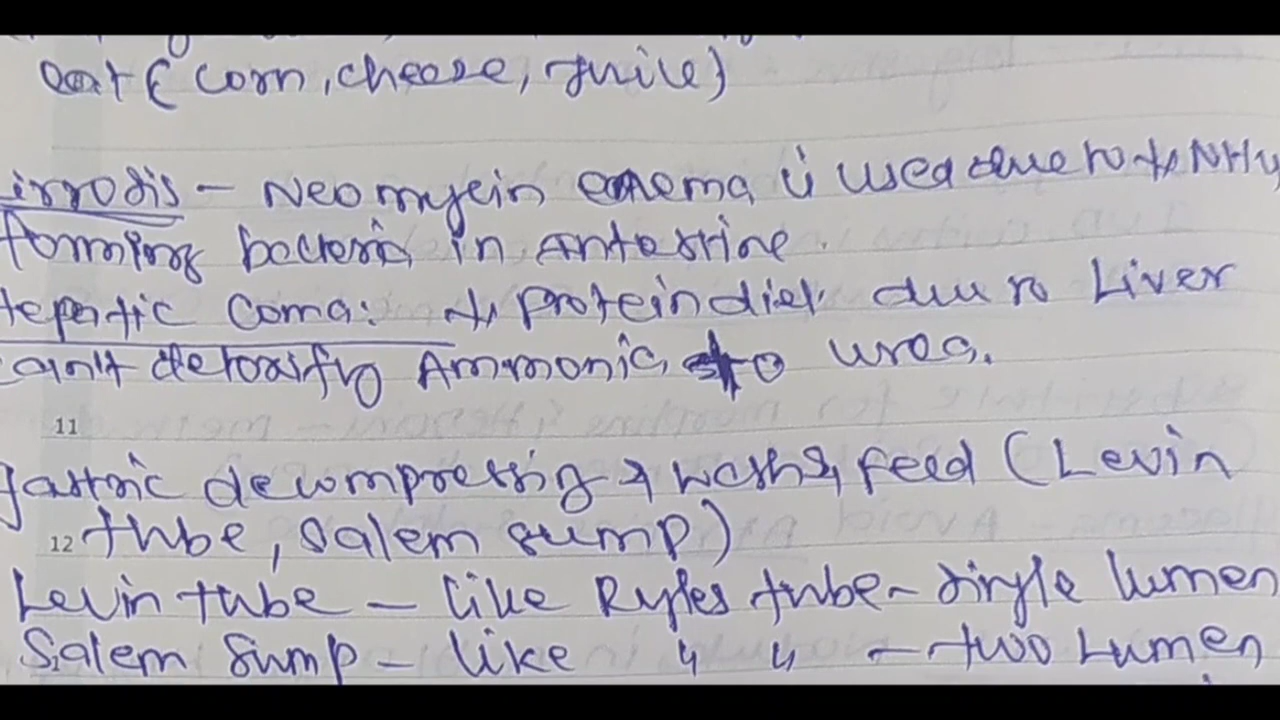 eat (corn, cheese, juice)
irrosis - Neomycin enema is used due to ↓ NH4
forming bacteria in intestine.
Hepatic Coma: ↓ protein diet due to Liver
can't detoxify Ammonia to urea.
11
gastric decompressing & wash & feed (Levin
12 tube, Salem sump)
Levin tube - like Ryles tube - single lumen
Salem Sump - like " " - two Lumen